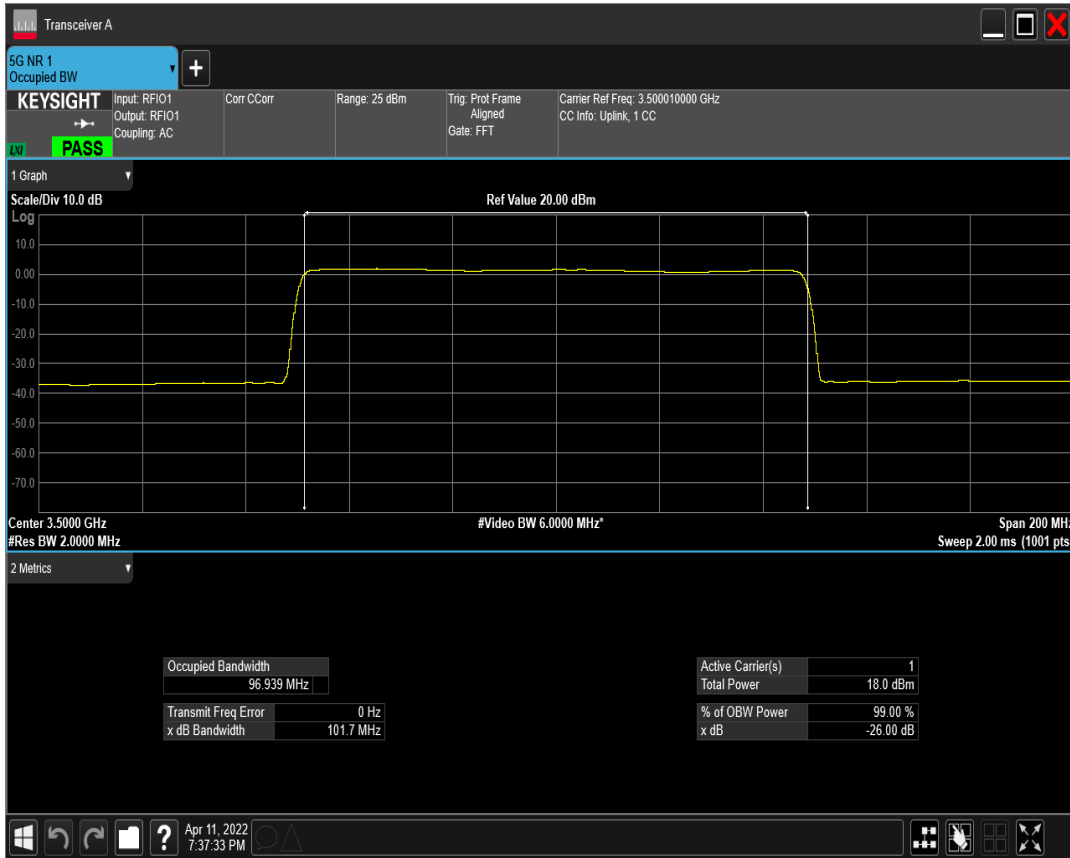 Transceiver A
5G NR 1
Occupied BW
KEYSIGHT
LXI
PASS
Input: RFIO1
Output: RFIO1
Coupling: AC
Corr CCorr
Range: 25 dBm
Trig: Prot Frame
Aligned
Gate: FFT
Carrier Ref Freq: 3.500010000 GHz
CC Info: Uplink, 1 CC
1 Graph
Scale/Div 10.0 dB
Ref Value 20.00 dBm
Log
10.0
0.00
-10.0
-20.0
-30.0
-40.0
-50.0
-60.0
-70.0
Center 3.5000 GHz
#Video BW 6.0000 MHz*
Span 200 MHz
#Res BW 2.0000 MHz
Sweep 2.00 ms (1001 pts
2 Metrics
Occupied Bandwidth
96.939 MHz
Transmit Freq Error 0 Hz
x dB Bandwidth 101.7 MHz
Active Carrier(s) 1
Total Power 18.0 dBm
% of OBW Power 99.00 %
x dB -26.00 dB
Apr 11, 2022
7:37:33 PM